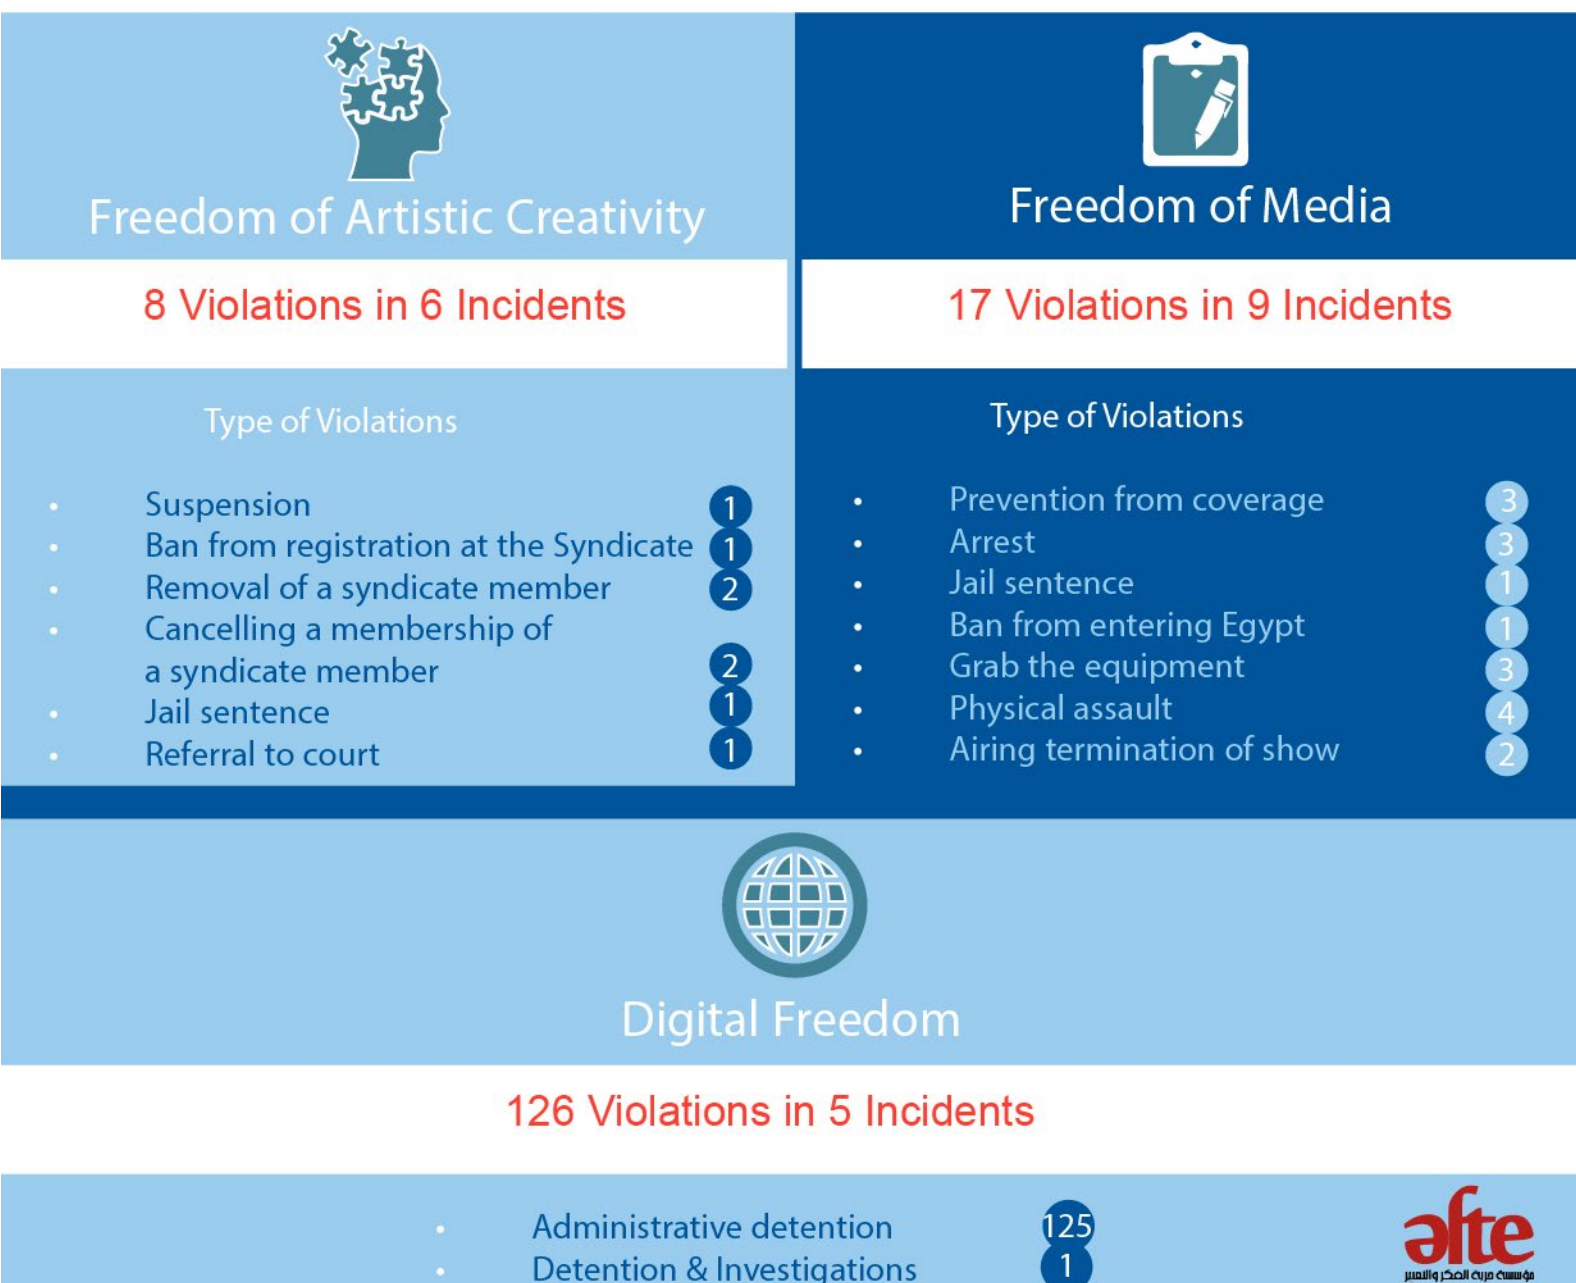 Freedom of Artistic Creativity
8 Violations in 6 Incidents
Type of Violations
• Suspension 1
• Ban from registration at the Syndicate 1
• Removal of a syndicate member 2
• Cancelling a membership of
a syndicate member 2
• Jail sentence 1
• Referral to court 1
Freedom of Media
17 Violations in 9 Incidents
Type of Violations
• Prevention from coverage 3
• Arrest 3
• Jail sentence 1
• Ban from entering Egypt 1
• Grab the equipment 3
• Physical assault 4
• Airing termination of show 2
Digital Freedom
126 Violations in 5 Incidents
• Administrative detention 125
• Detention & Investigations 1
afte
مؤسسة حرية الفكر والتعبير